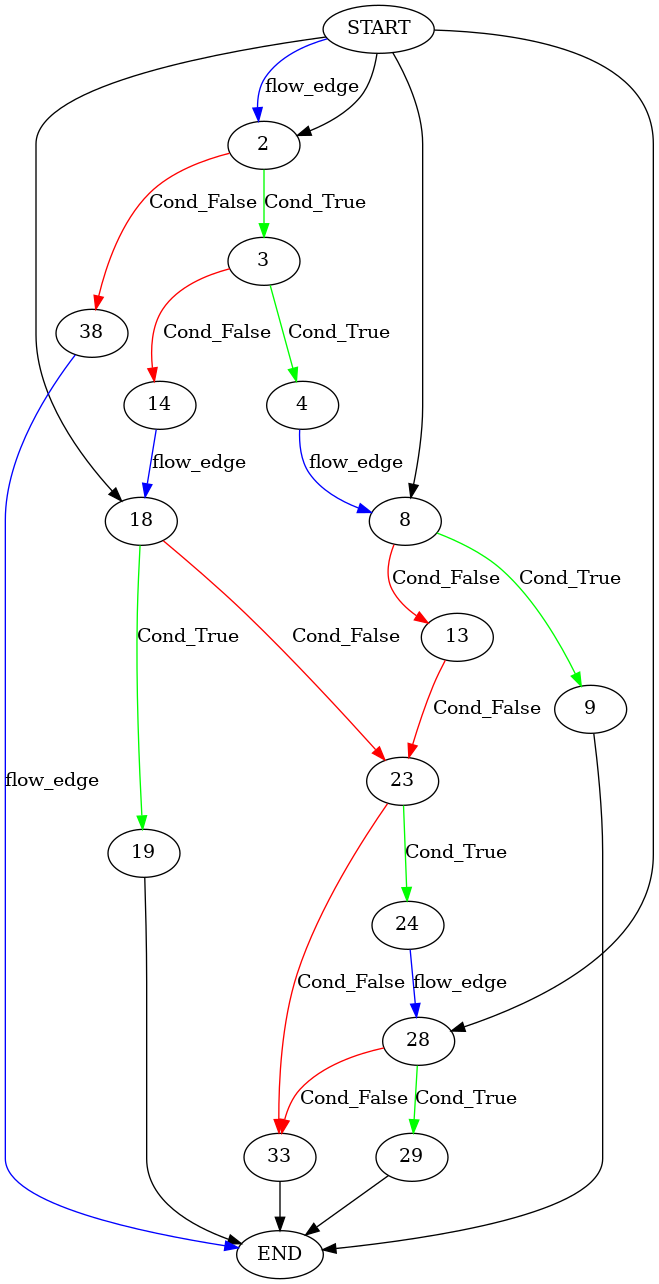 START
flow_edge
2
Cond_False Cond_True
3
38
Cond_False Cond_True
14 4
flow_edge flow_edge
18 8
Cond_False Cond_True
Cond_True Cond_False
13
9
Cond_False
flow_edge
23
19
Cond_True
24
Cond_False flow_edge
28
Cond_False Cond_True
33 29
END